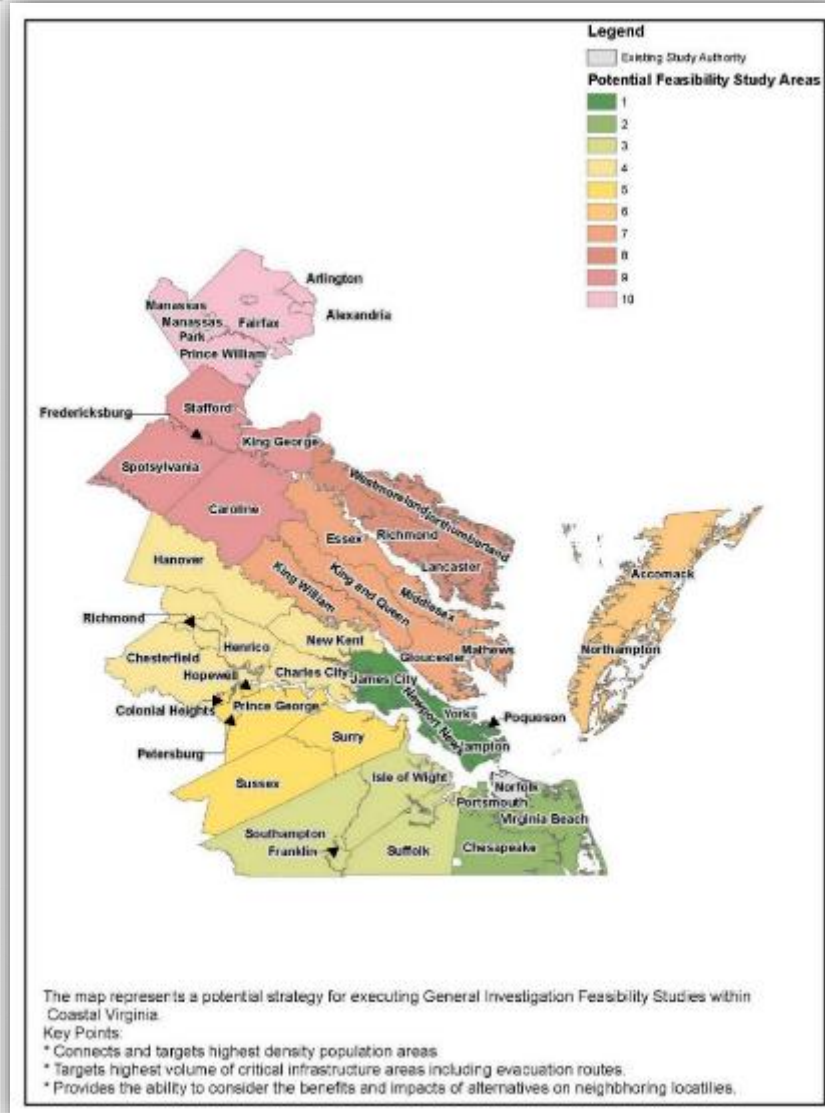 Legend
Existing Study Authority
Potential Feasibility Study Areas
1
2
3
4
5
6
7
8
9
10
Arlington
Manassas
Alexandria
Manassas Park
Fairfax
Prince William
Stafford
Fredericksburg
King George
Spotsylvania
Westmoreland
Northumberland
Caroline
Richmond
Essex
Lancaster
Hanover
Accomack
King William
King and Queen
Middlesex
Richmond
New Kent
Mathews
Northampton
Henrico
Gloucester
Chesterfield
Charles City
James City
Hopewell
Newport News
York
Poquoson
Colonial Heights
Prince George
Hampton
Surry
Petersburg
Isle of Wight
Sussex
Norfolk
Portsmouth
Virginia Beach
Southampton
Franklin
Suffolk
Chesapeake
The map represents a potential strategy for executing General Investigation Feasibility Studies within
Coastal Virginia.
Key Points:
* Connects and targets highest density population areas
* Targets highest volume of critical infrastructure areas including evacuation routes.
* Provides the ability to consider the benefits and impacts of alternatives on neighbhoring locatilies.